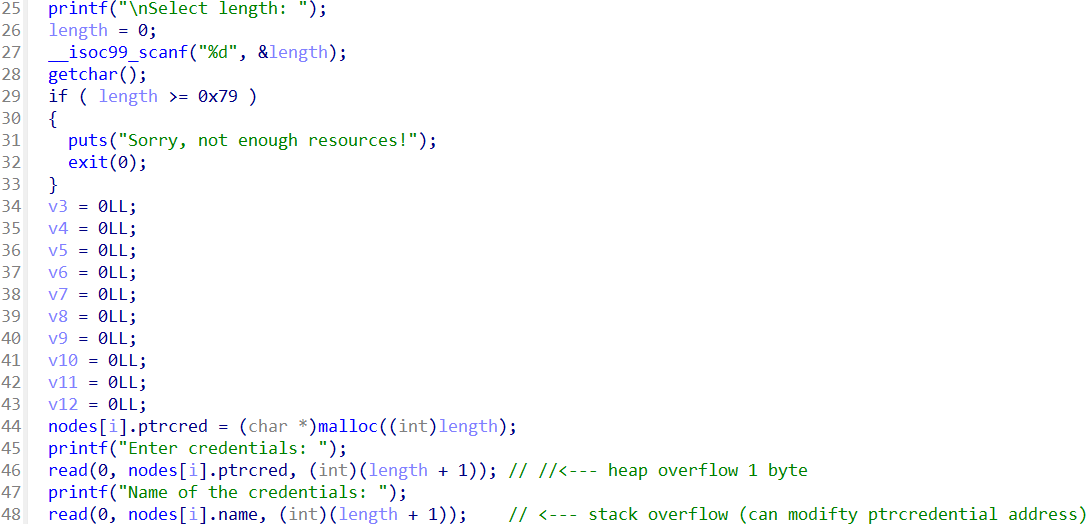 25 printf("\nSelect length: ");
26 length = 0;
27 __isoc99_scanf("%d", &length);
28 getchar();
29 if ( length >= 0x79 )
30 {
31 puts("Sorry, not enough resources!");
32 exit(0);
33 }
34 v3 = 0LL;
35 v4 = 0LL;
36 v5 = 0LL;
37 v6 = 0LL;
38 v7 = 0LL;
39 v8 = 0LL;
40 v9 = 0LL;
41 v10 = 0LL;
42 v11 = 0LL;
43 v12 = 0LL;
44 nodes[i].ptrcred = (char *)malloc((int)length);
45 printf("Enter credentials: ");
46 read(0, nodes[i].ptrcred, (int)(length + 1)); // //<--- heap overflow 1 byte
47 printf("Name of the credentials: ");
48 read(0, nodes[i].name, (int)(length + 1)); // <--- stack overflow (can modifty ptrcredential address)